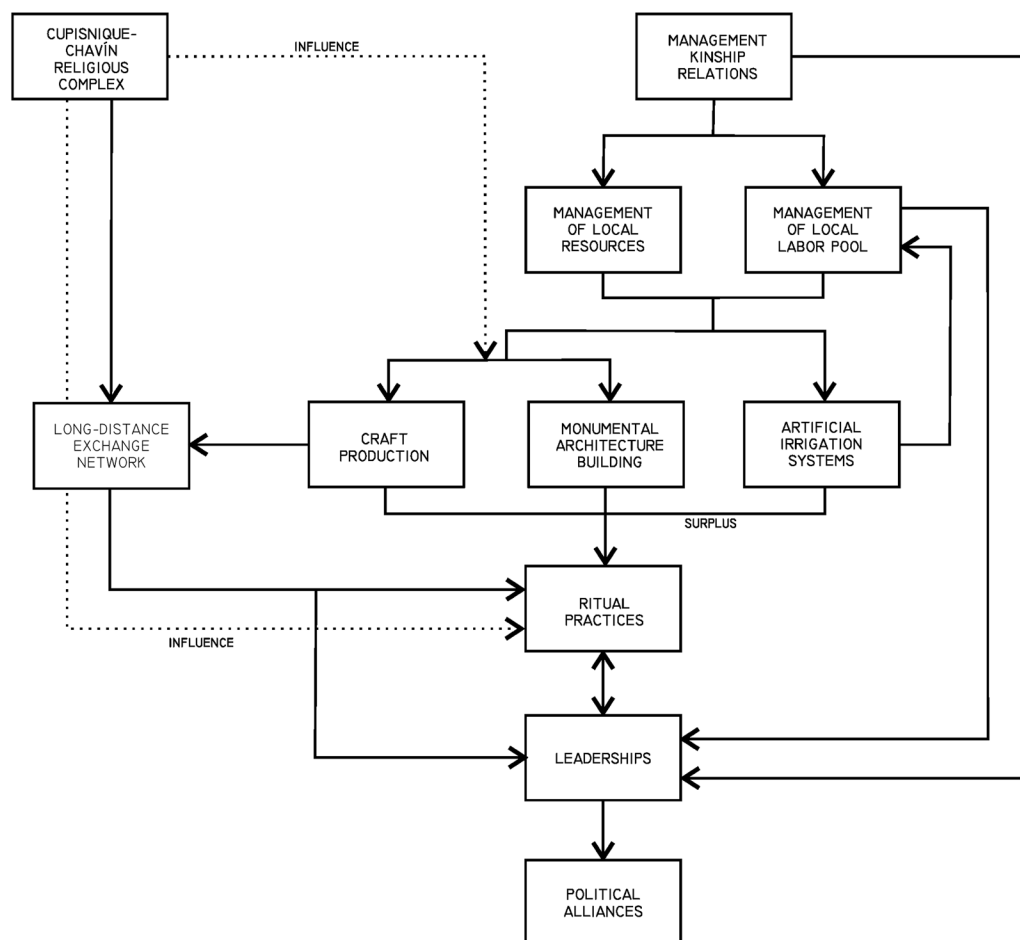 CUPISNIQUE-
CHAVÍN
RELIGIOUS
COMPLEX
INFLUENCE
MANAGEMENT
KINSHIP
RELATIONS
MANAGEMENT
OF LOCAL
RESOURCES
MANAGEMENT
OF LOCAL
LABOR POOL
LONG-DISTANCE
EXCHANGE
NETWORK
CRAFT
PRODUCTION
MONUMENTAL
ARCHITECTURE
BUILDING
ARTIFICIAL
IRRIGATION
SYSTEMS
SURPLUS
RITUAL
PRACTICES
INFLUENCE
LEADERSHIPS
POLITICAL
ALLIANCES